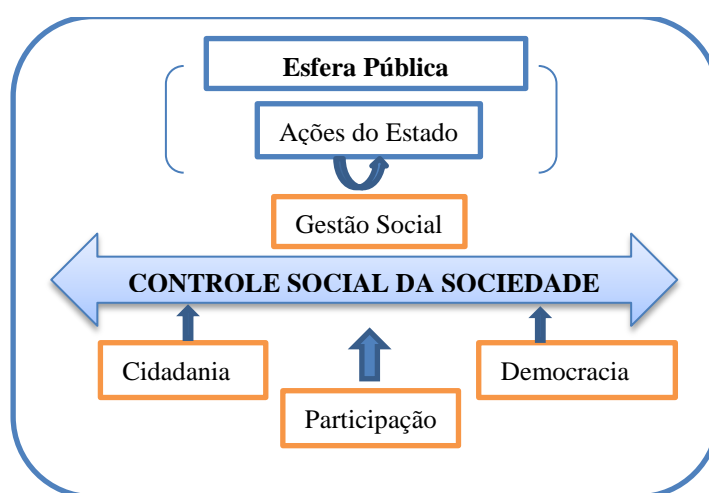 Esfera Pública
Ações do Estado
Gestão Social
CONTROLE SOCIAL DA SOCIEDADE
Cidadania
Democracia
Participação